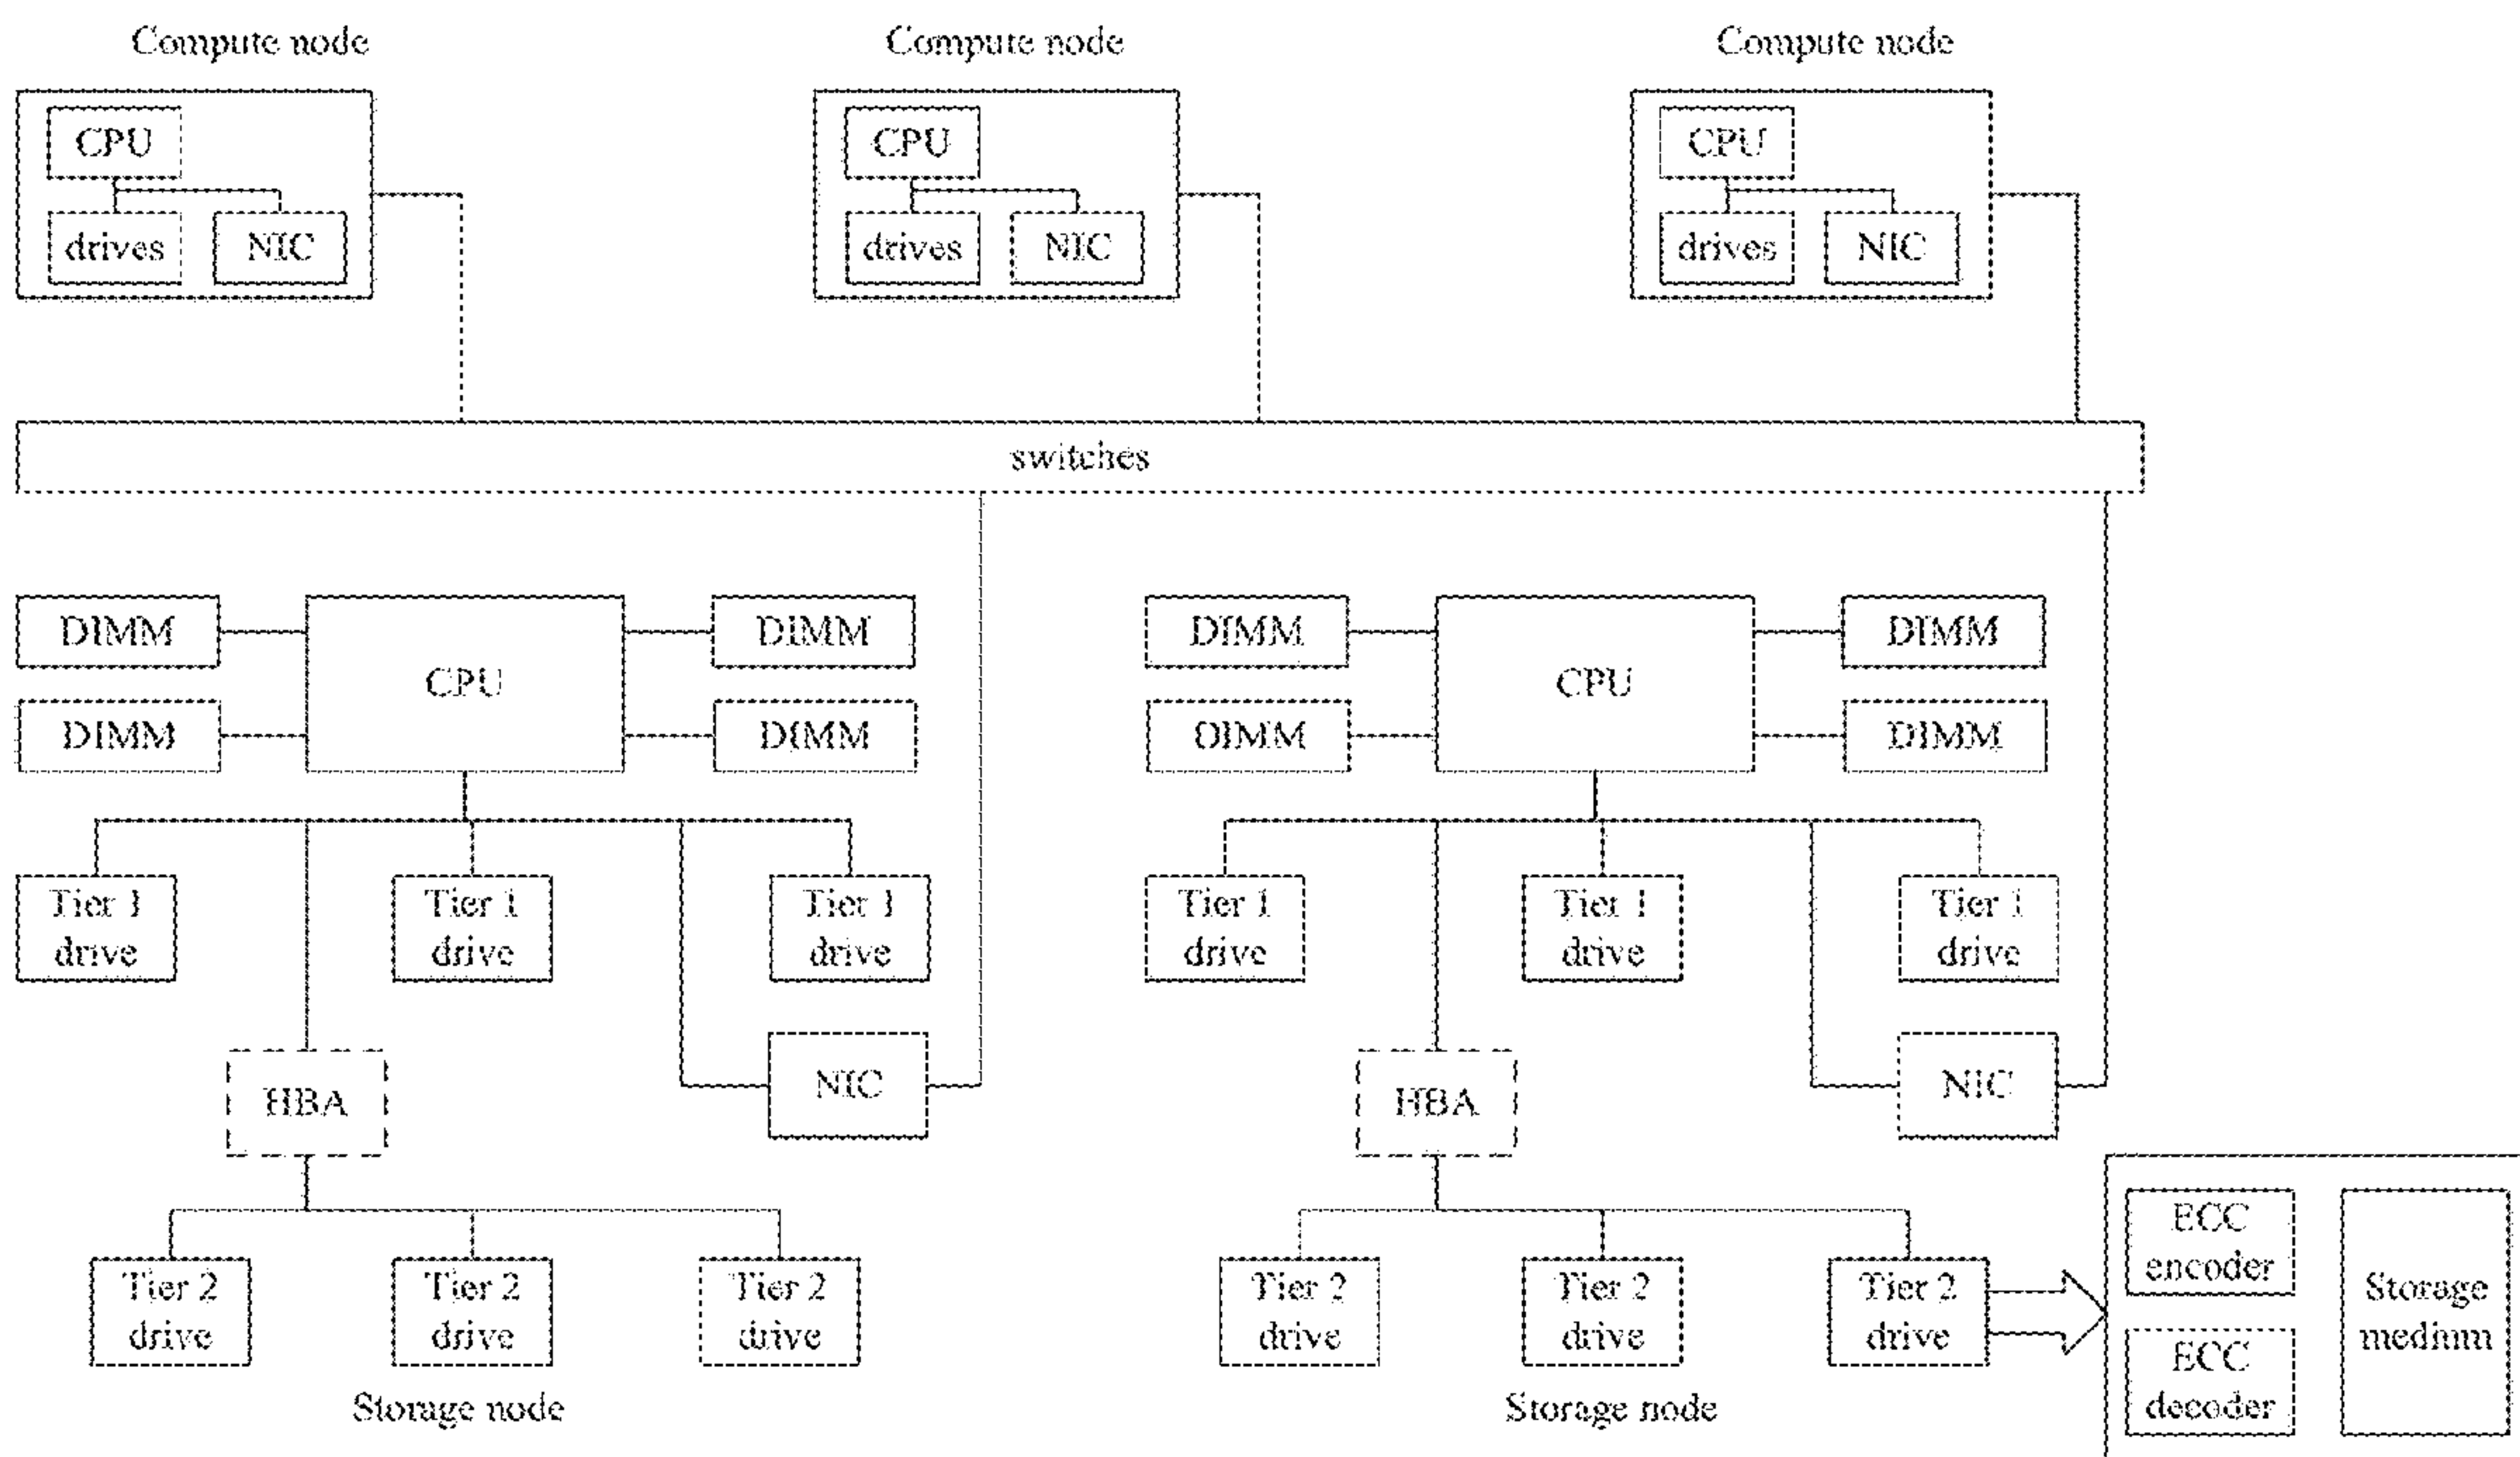 Compute node
Compute node
Compute node
CPU
CPU
CPU
drives
NIC
drives
NIC
drives
NIC
switches
DIMM
CPU
DIMM
DIMM
DIMM
DIMM
CPU
DIMM
DIMM
DIMM
DIMM
Tier 1
drive
Tier 1
drive
Tier 1
drive
Tier 1
drive
Tier 1
drive
Tier 1
drive
HBA
NIC
HBA
NIC
Tier 2
drive
Tier 2
drive
Tier 2
drive
Tier 2
drive
Tier 2
drive
Tier 2
drive
ECC
encoder
ECC
decoder
Storage
medium
Storage node
Storage node